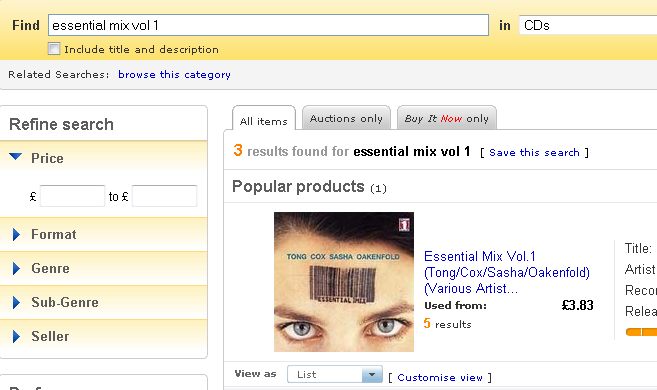 Find essential mix vol 1 in CDs
Include title and description
Related Searches: browse this category
Refine search
Price
£ to £
Format
Genre
Sub-Genre
Seller
All items Auctions only Buy It Now only
3 results found for essential mix vol 1 [ Save this search ]
Popular products (1)
1
TONG COX SASHA OAKENFOLD
ESSENTIAL MIX
Essential Mix Vol.1
(Tong/Cox/Sasha/Oakenfold)
(Various Artist...
Used from: £3.83
5 results
Title:
Artist
Recor
Relea
View as List [ Customise view ]